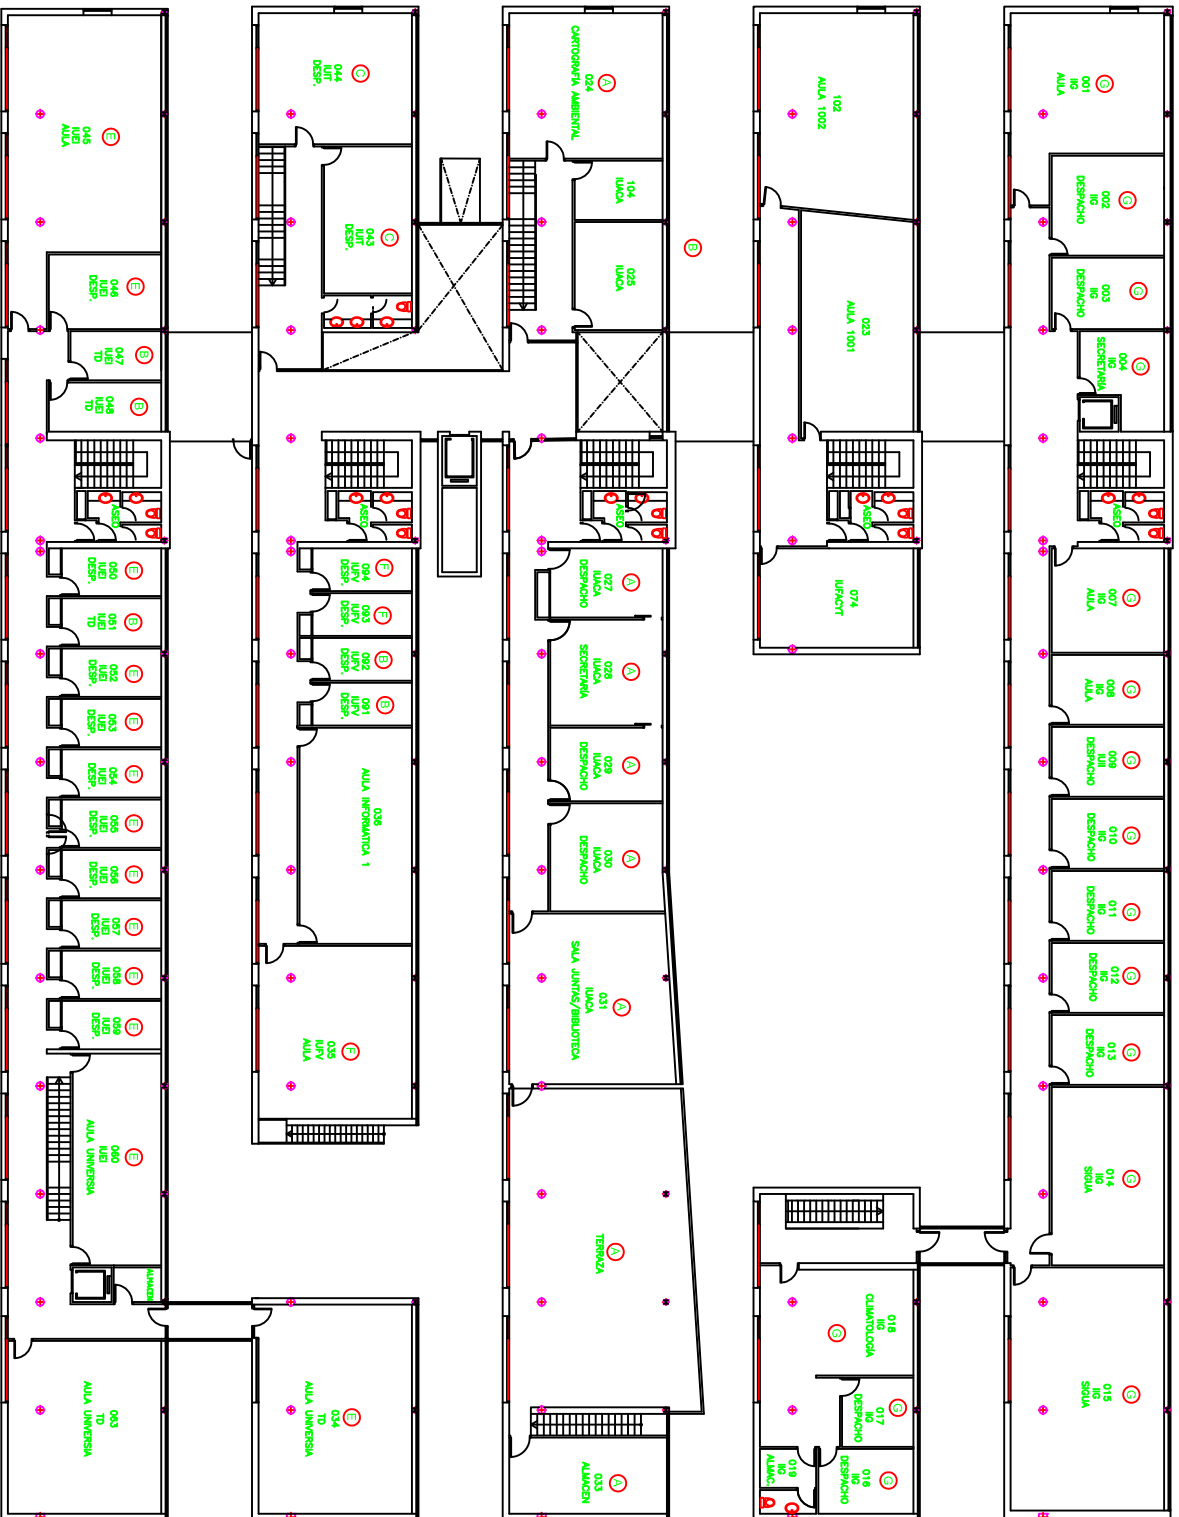 G
001
IIG
AULA
G
002
IIG
DESPACHO
G
003
IIG
DESPACHO
G
004
IIG
SECRETARÍA
ASEO
G
007
IIG
AULA
G
008
IIG
AULA
G
009
IUII
DESPACHO
G
010
IIG
DESPACHO
G
011
IIG
DESPACHO
G
012
IIG
DESPACHO
G
013
IIG
DESPACHO
G
014
IIG
SIGUA
G
015
IIG
SIGUA
102
AULA 1002
023
AULA 1001
ASEO
074
IUFACYT
018
IIG
CLIMATOLOGÍA
G
G
017
IIG
DESPACHO
G
016
IIG
DESPACHO
019
IIG
ALMAC.
A
024
CARTOGRAFÍA AMBIENTAL
104
IUACA
B
025
IUACA
ASEO
A
027
IUACA
DESPACHO
A
028
IUACA
SECRETARIA
A
029
IUACA
DESPACHO
A
030
IUACA
DESPACHO
A
031
IUACA
SALA JUNTAS/BIBLIOTECA
A
TERRAZA
A
033
ALMACEN
C
044
IUIT
DESP.
C
043
IUIT
DESP.
ASEO
F
094
IUFV
DESP.
F
093
IUFV
DESP.
B
092
IUFV
DESP.
B
091
IUFV
DESP.
036
AULA INFORMATICA 1
F
035
IUFV
AULA
E
034
TD
AULA UNIVERSIA
E
045
IUEI
AULA
E
046
IUEI
DESP.
B
047
IUEI
TD
B
048
IUEI
TD
ASEO
E
050
IUEI
DESP.
B
051
IUEI
TD
E
052
IUEI
DESP.
E
053
IUEI
DESP.
E
054
IUEI
DESP.
E
055
IUEI
DESP.
E
056
IUEI
DESP.
E
057
IUEI
DESP.
E
058
IUEI
DESP.
E
059
IUEI
DESP.
E
060
IUEI
AULA UNIVERSIA
ALMACEN
063
TD
AULA UNIVERSIA